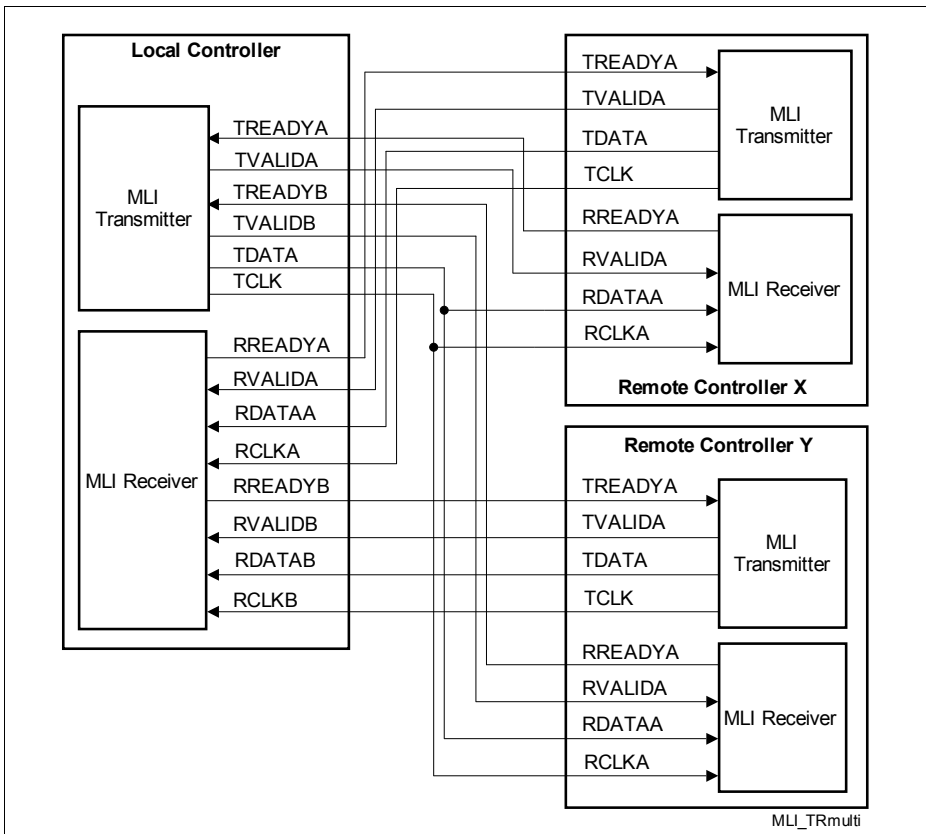 Local Controller
MLI
Transmitter
TREADYA
TVALIDA
TREADYB
TVALIDB
TDATA
TCLK
MLI Receiver
RREADYA
RVALIDA
RDATAA
RCLKA
RREADYB
RVALIDB
RDATAB
RCLKB
TREADYA
TVALIDA
TDATA
TCLK
MLI
Transmitter
RREADYA
RVALIDA
RDATAA
RCLKA
MLI Receiver
Remote Controller X
Remote Controller Y
TREADYA
TVALIDA
TDATA
TCLK
MLI
Transmitter
RREADYA
RVALIDA
RDATAA
RCLKA
MLI Receiver
MLI_TRmulti